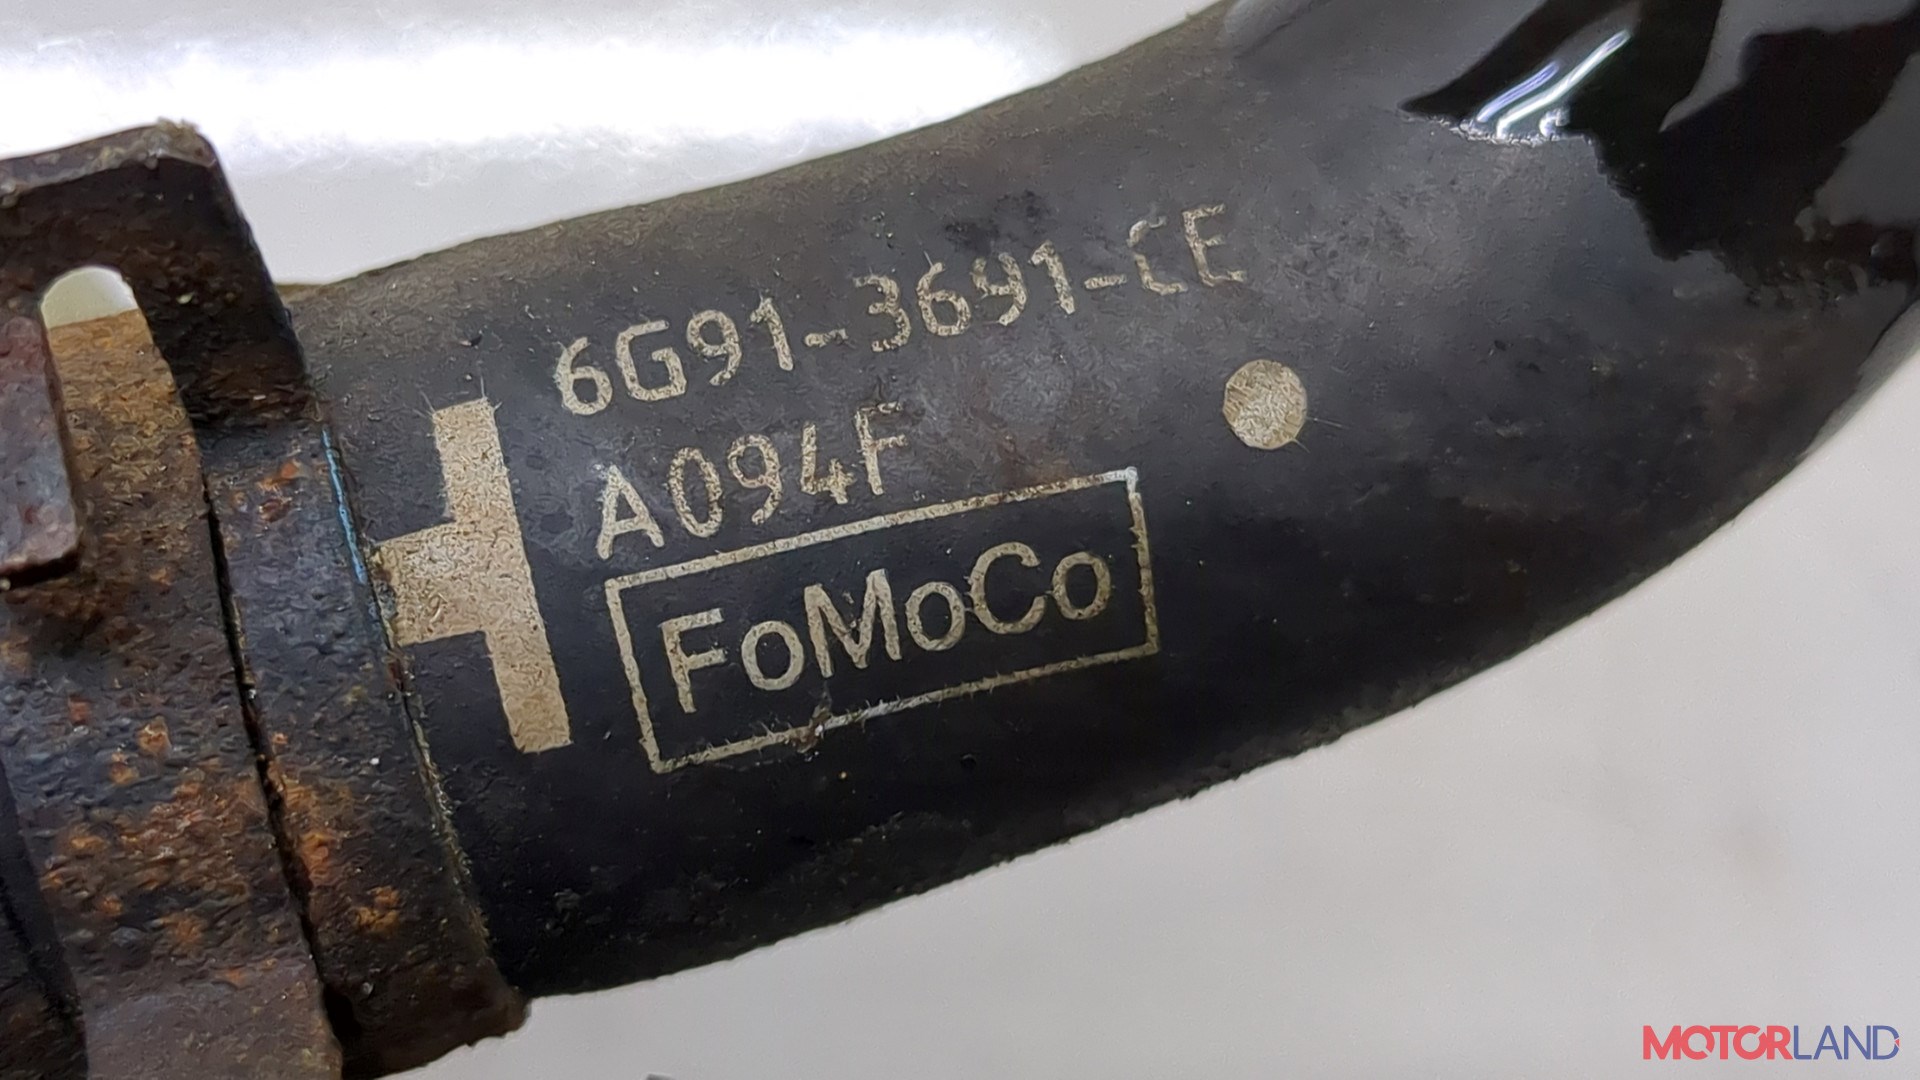 6G91-3691-CE
A094F
FoMoCo
MOTORLAND